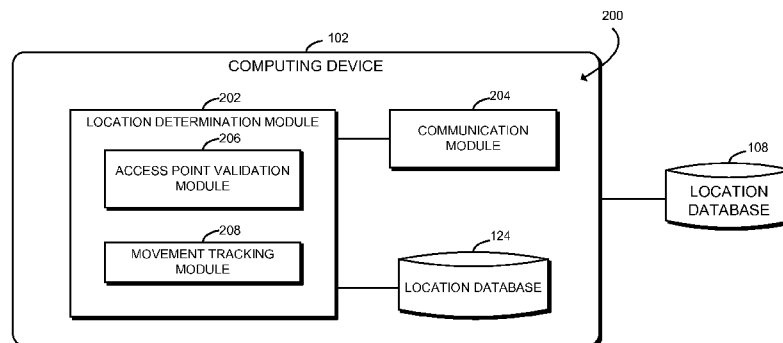 102
200
COMPUTING DEVICE
202
204
LOCATION DETERMINATION MODULE
COMMUNICATION
MODULE
206
ACCESS POINT VALIDATION
MODULE
108
LOCATION
DATABASE
208
MOVEMENT TRACKING
MODULE
124
LOCATION DATABASE